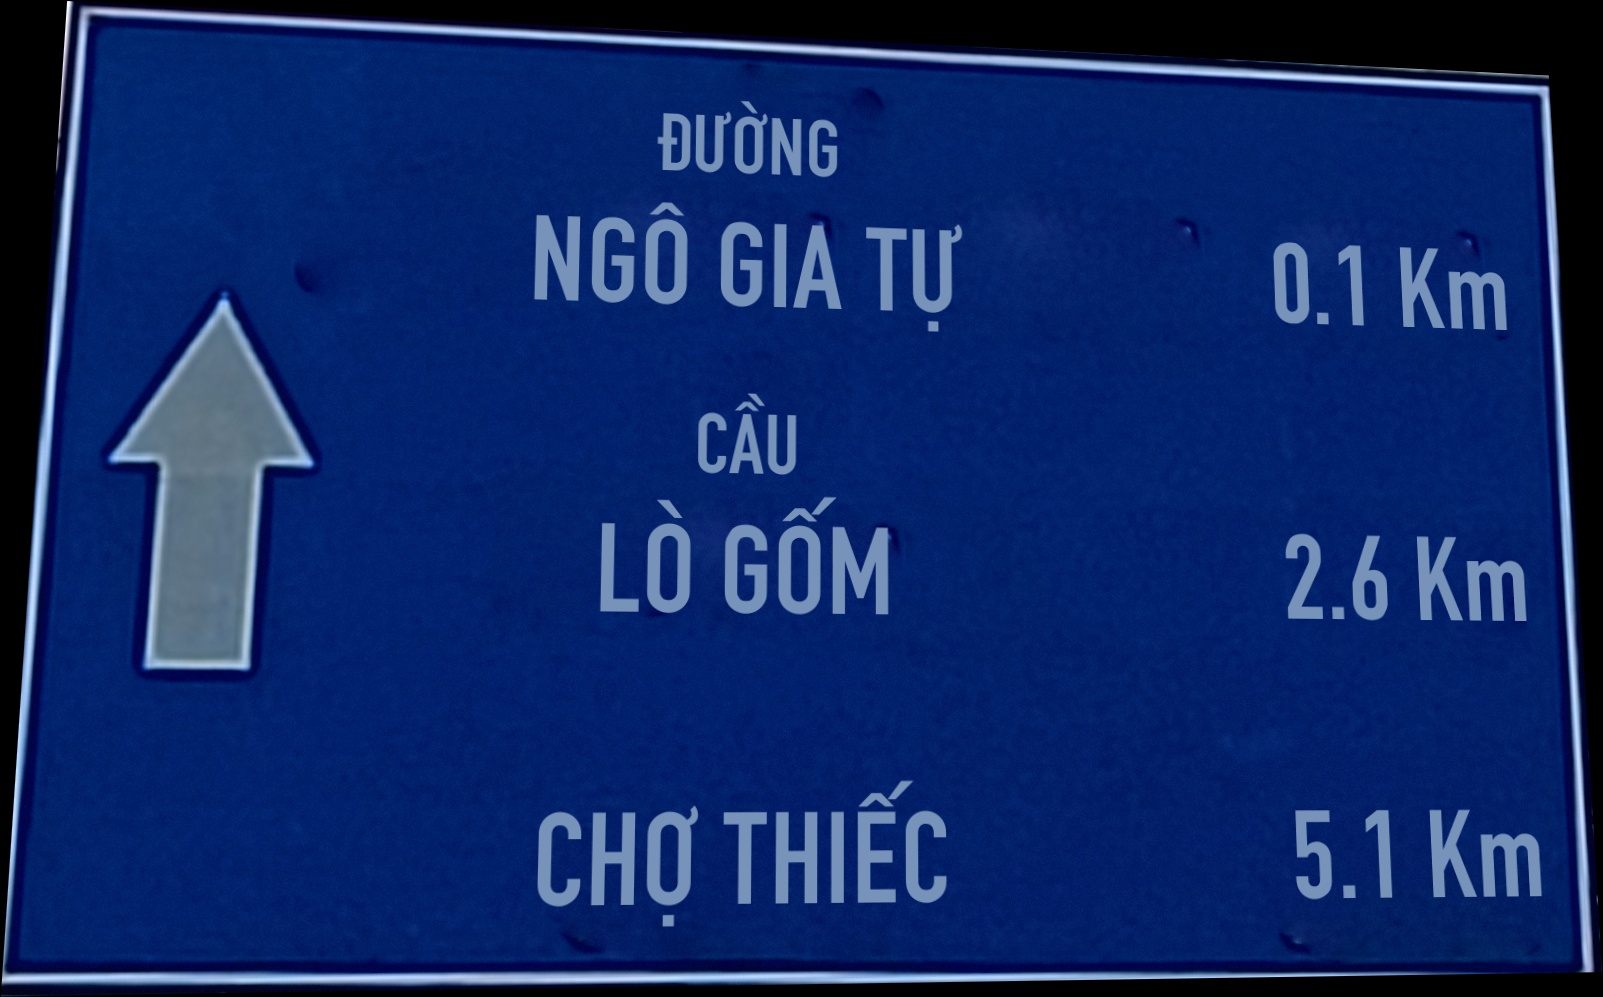 ĐƯỜNG
NGÔ GIA TỰ 0.1 Km
CẦU
LÒ GỐM 2.6 Km
CHỢ THIẾC 5.1 Km